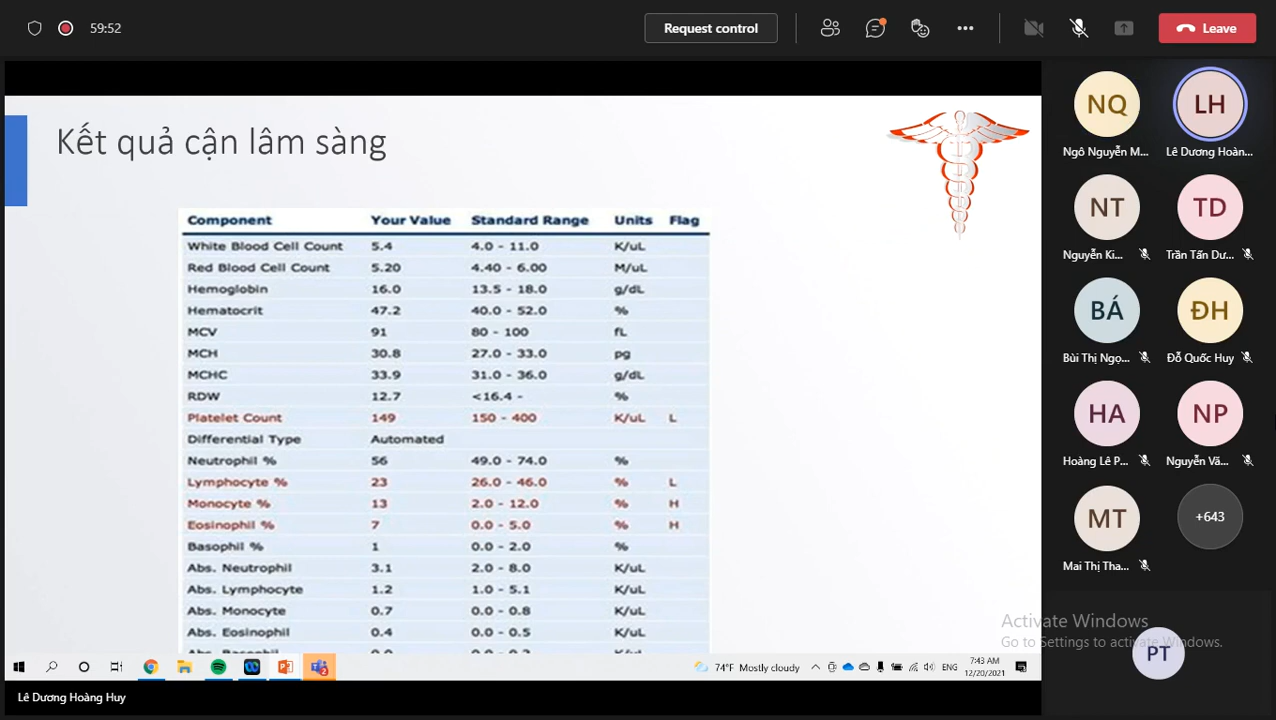 59:52
Request control
Leave
Kết quả cận lâm sàng
Component Your Value Standard Range Units Flag
White Blood Cell Count 5.4 4.0 - 11.0 K/uL
Red Blood Cell Count 5.20 4.40 - 6.00 M/uL
Hemoglobin 16.0 13.5 - 18.0 g/dL
Hematocrit 47.2 40.0 - 52.0 %
MCV 91 80 - 100 fL
MCH 30.8 27.0 - 33.0 pg
MCHC 33.9 31.0 - 36.0 g/dL
RDW 12.7 <16.4 - %
Platelet Count 149 150 - 400 K/uL L
Differential Type Automated
Neutrophil % 56 49.0 - 74.0 %
Lymphocyte % 23 26.0 - 46.0 % L
Monocyte % 13 2.0 - 12.0 % H
Eosinophil % 7 0.0 - 5.0 % H
Basophil % 1 0.0 - 2.0 %
Abs. Neutrophil 3.1 2.0 - 8.0 K/uL
Abs. Lymphocyte 1.2 1.0 - 5.1 K/uL
Abs. Monocyte 0.7 0.0 - 0.8 K/uL
Abs. Eosinophil 0.4 0.0 - 0.5 K/uL
NQ LH
Ngô Nguyễn M... Lê Dương Hoàn...
NT TD
Nguyễn Ki... Trần Tấn Dư...
BÁ ĐH
Bùi Thị Ngọ... Đỗ Quốc Huy
HA NP
Hoàng Lê P... Nguyễn Vă...
MT +643
Mai Thị Tha...
Activate Windows
Go to Settings to activate Windows.
PT
74°F Mostly cloudy
ENG
7:43 AM
12/20/2021
Lê Dương Hoàng Huy